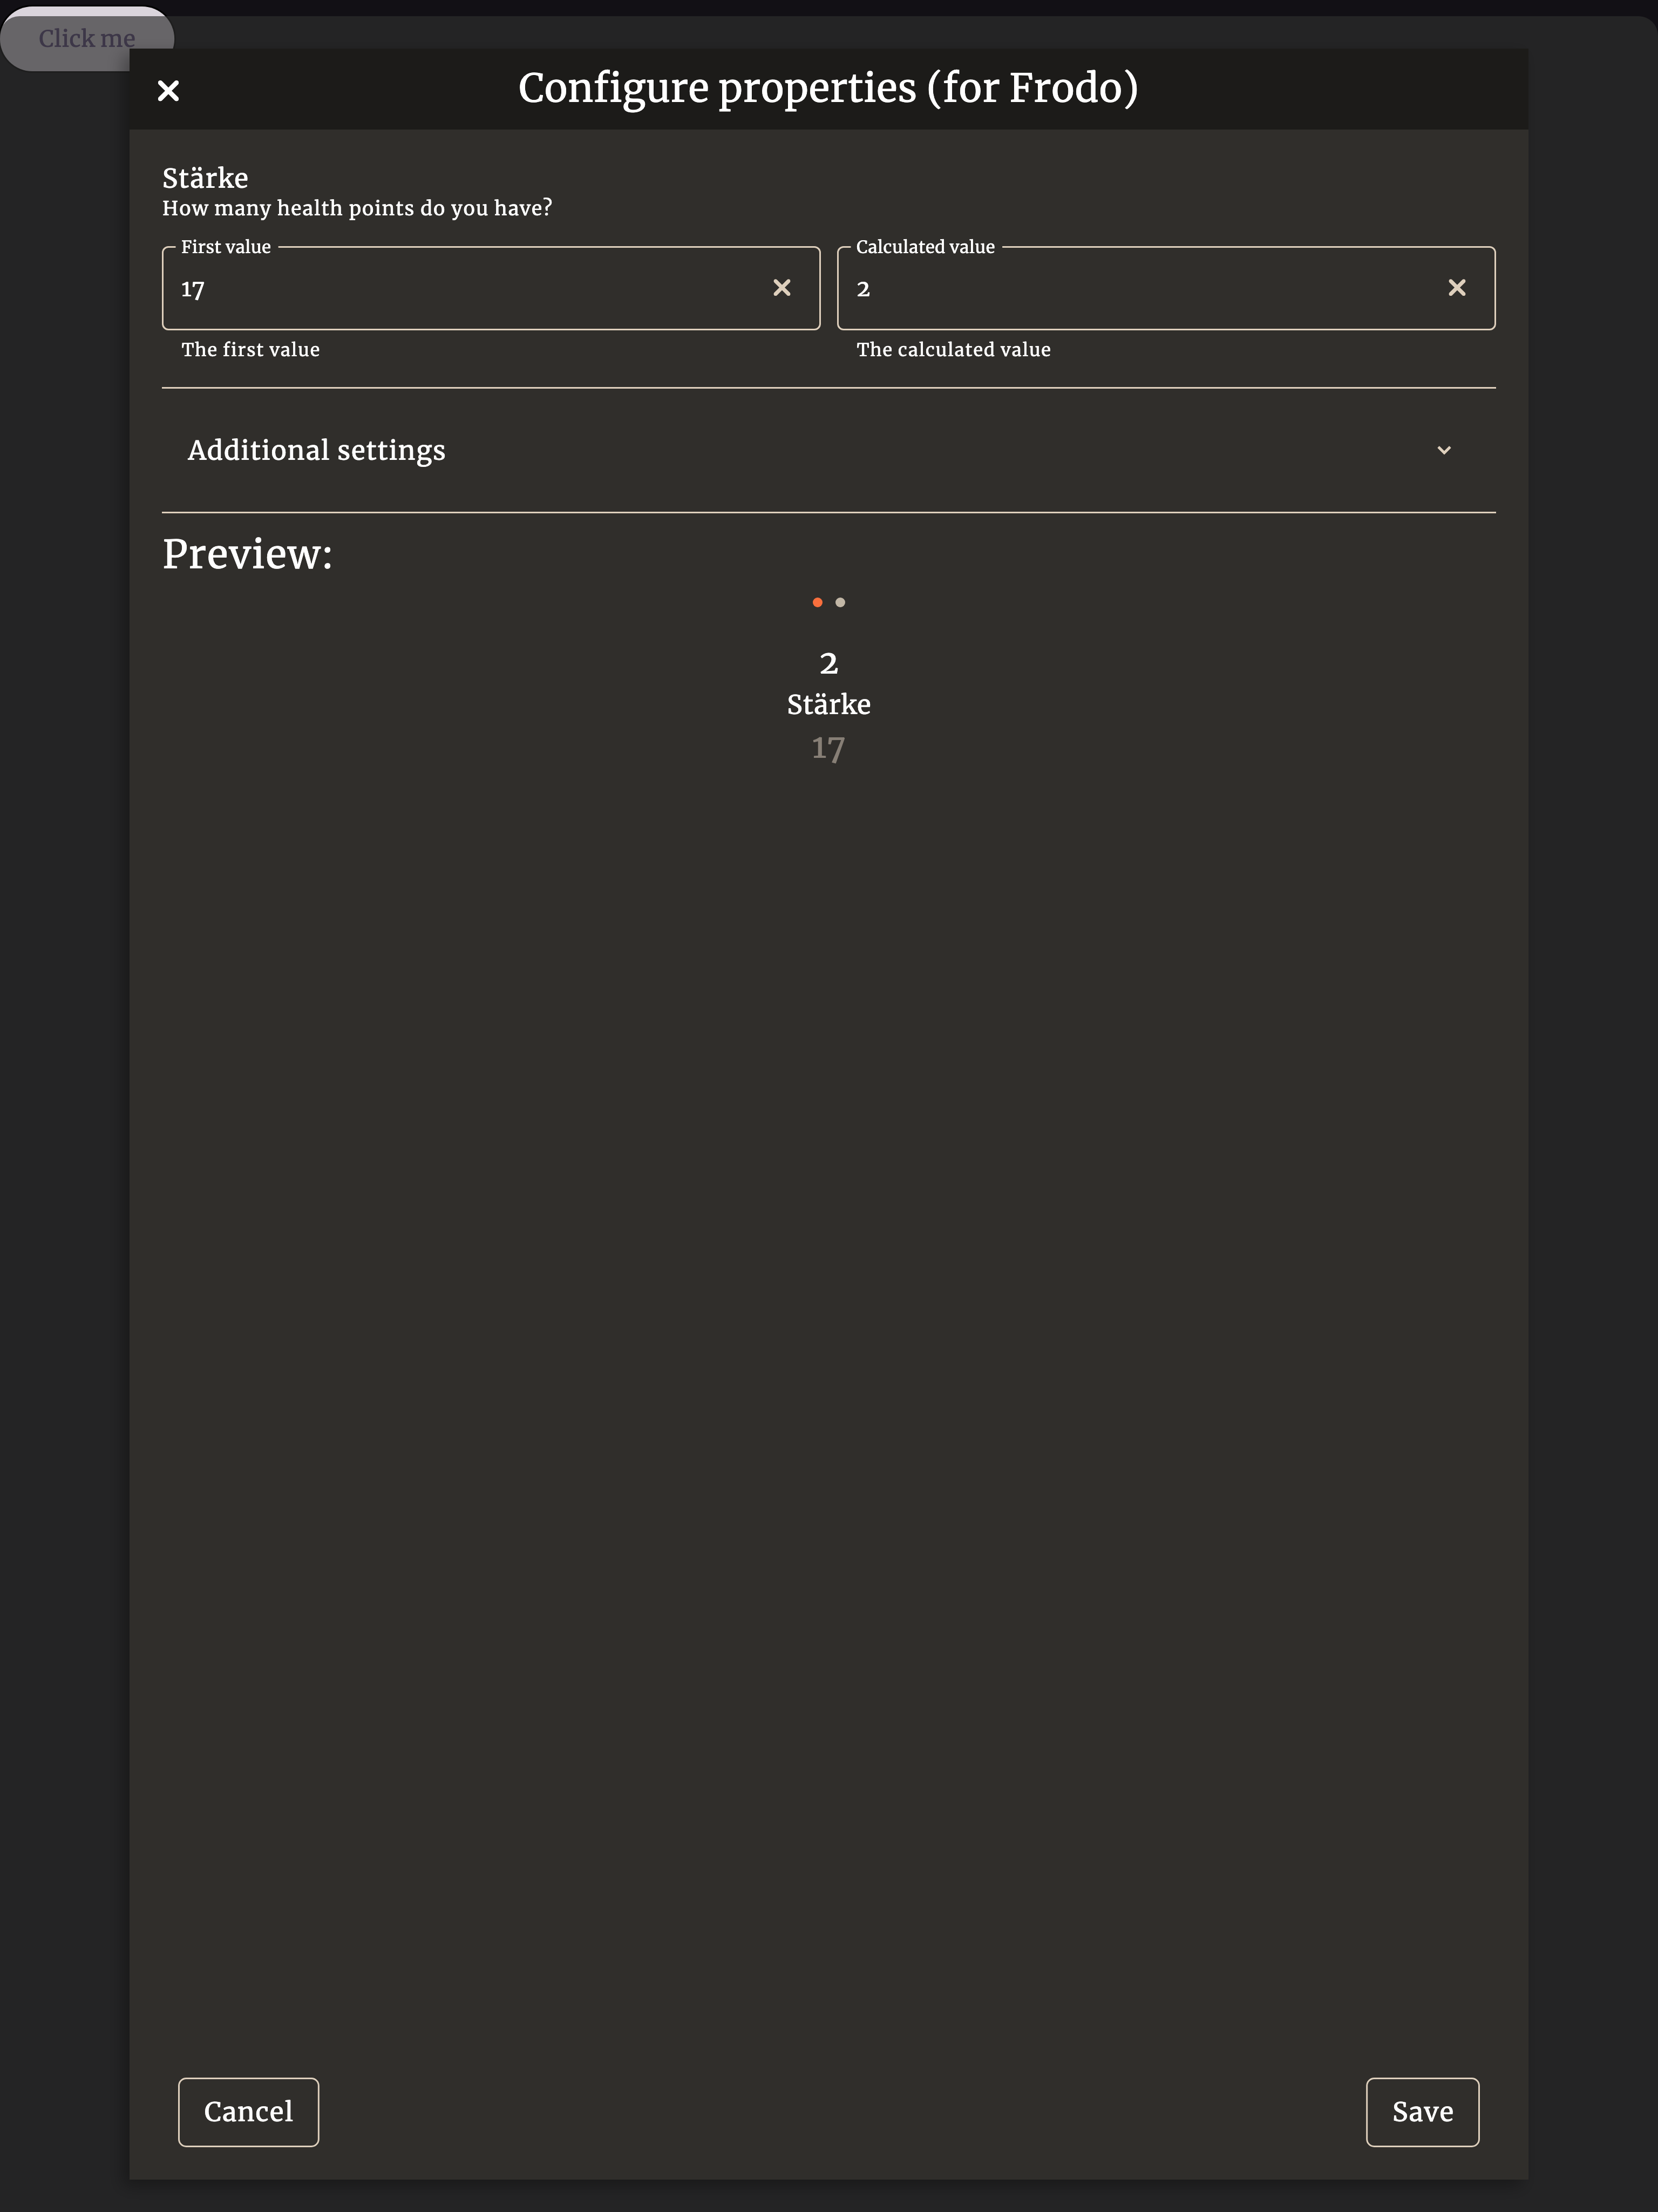 Click me
Configure properties (for Frodo)
Stärke
How many health points do you have?
First value
17
The first value
Calculated value
2
The calculated value
Additional settings
Preview:
2
Stärke
17
Cancel
Save